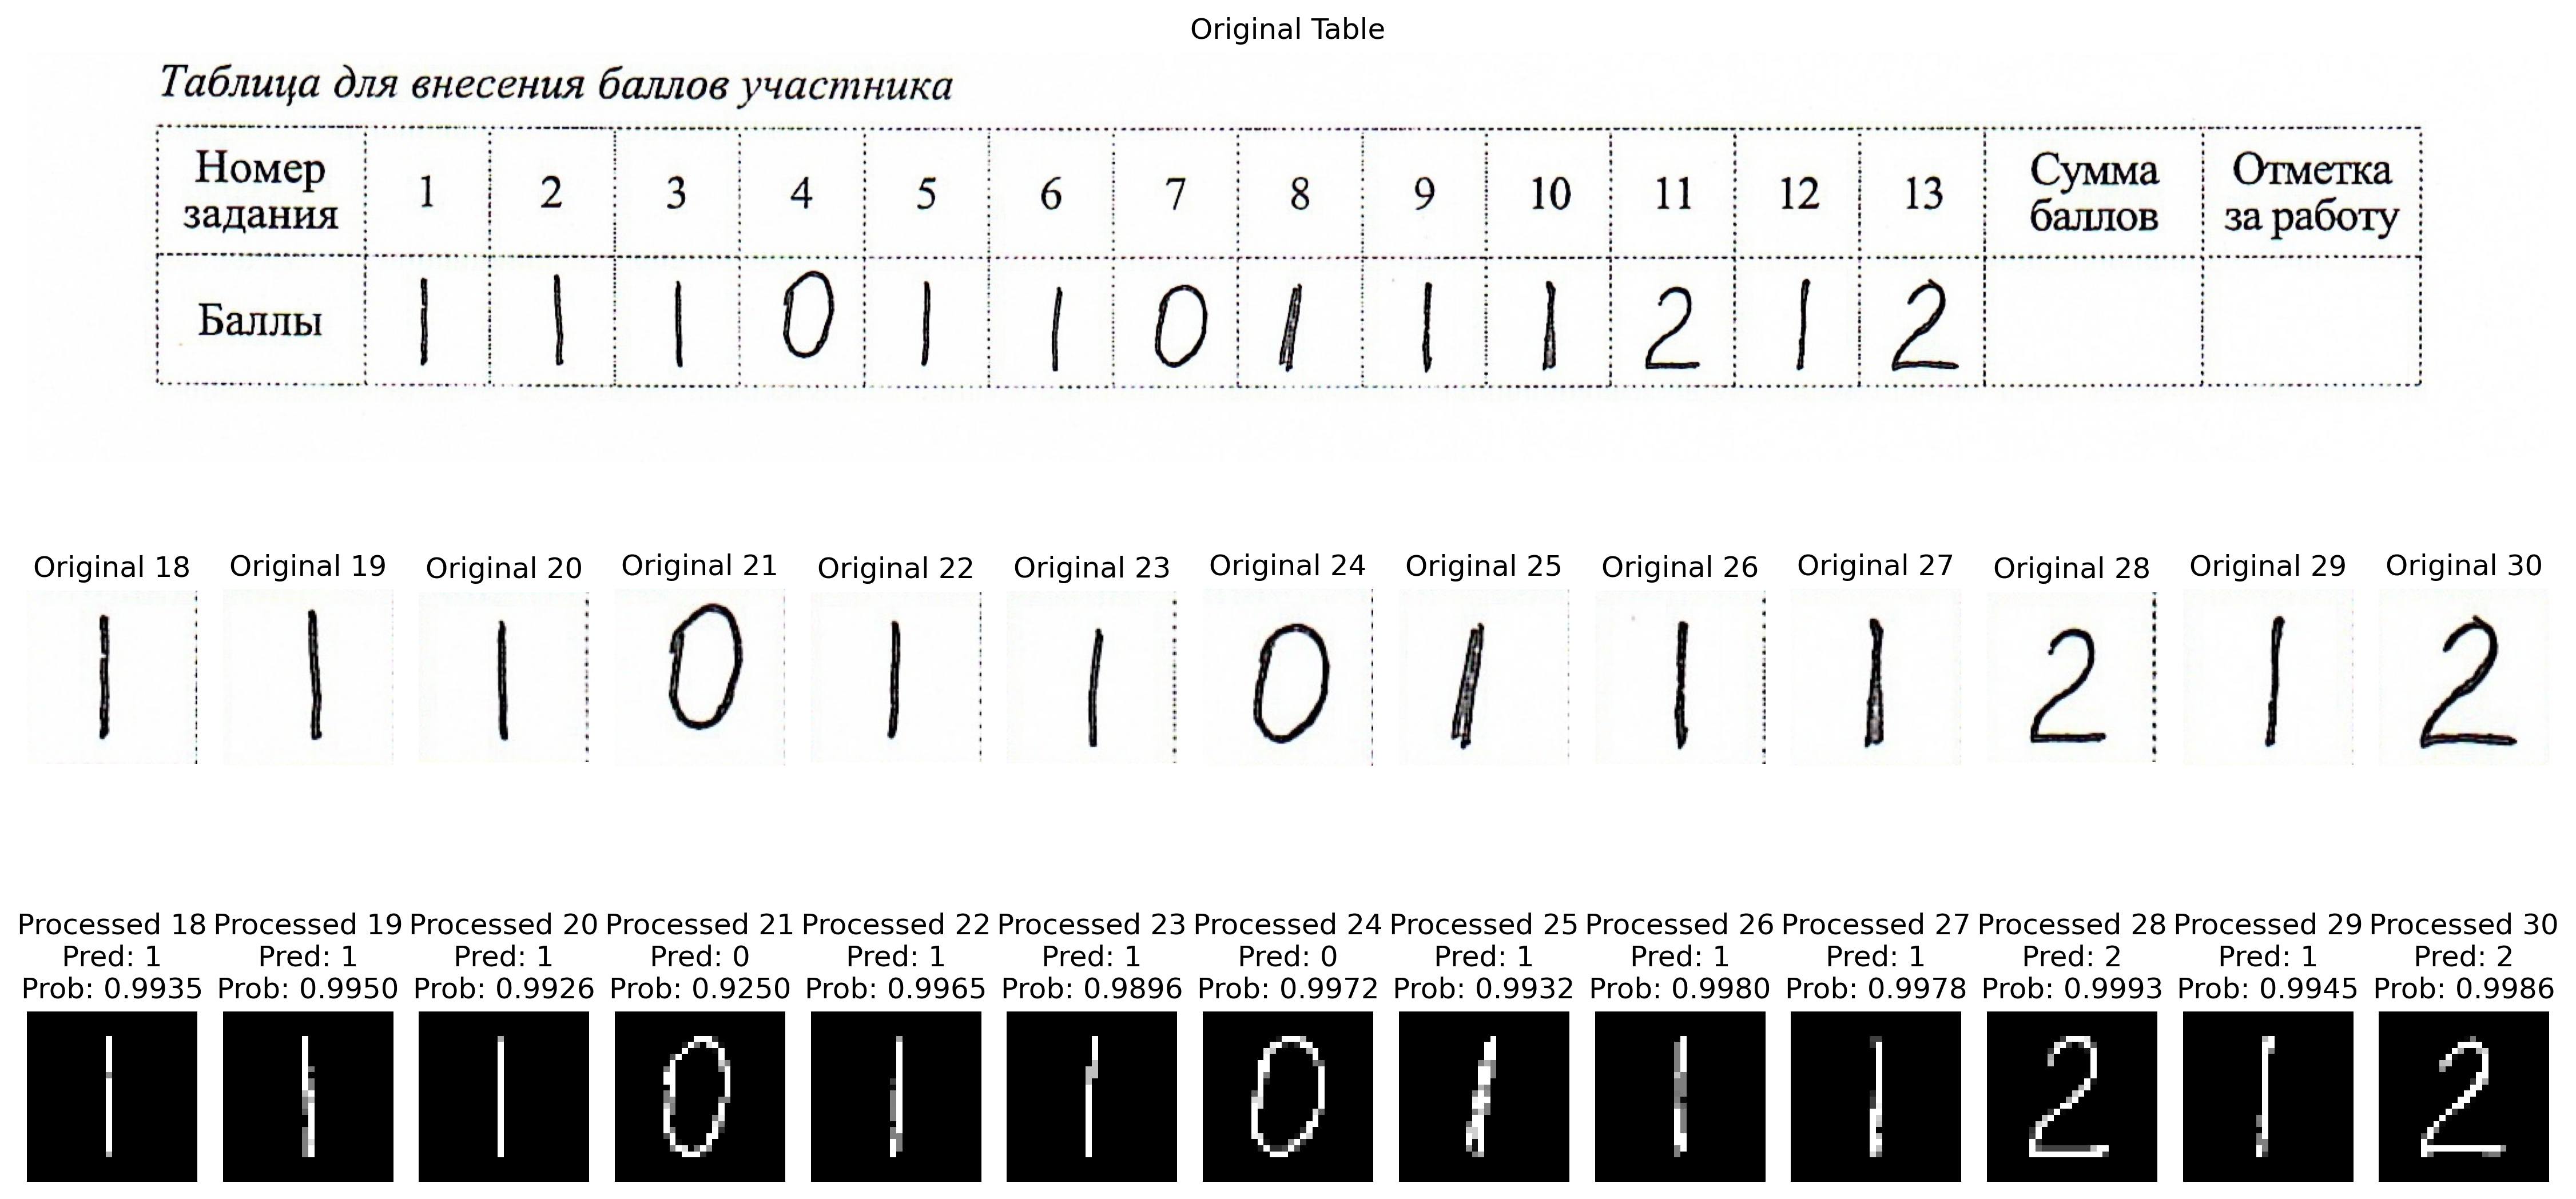 Original Table
Таблица для внесения баллов участника
Номер задания 1 2 3 4 5 6 7 8 9 10 11 12 13 Сумма баллов Отметка за работу
Баллы 1 1 1 0 1 1 0 1 1 1 2 1 2
Original 18 Original 19 Original 20 Original 21 Original 22 Original 23 Original 24 Original 25 Original 26 Original 27 Original 28 Original 29 Original 30
1 1 1 0 1 1 0 1 1 1 2 1 2
Processed 18 Processed 19 Processed 20 Processed 21 Processed 22 Processed 23 Processed 24 Processed 25 Processed 26 Processed 27 Processed 28 Processed 29 Processed 30
Pred: 1 Pred: 1 Pred: 1 Pred: 0 Pred: 1 Pred: 1 Pred: 0 Pred: 1 Pred: 1 Pred: 1 Pred: 2 Pred: 1 Pred: 2
Prob: 0.9935 Prob: 0.9950 Prob: 0.9926 Prob: 0.9250 Prob: 0.9965 Prob: 0.9896 Prob: 0.9972 Prob: 0.9932 Prob: 0.9980 Prob: 0.9978 Prob: 0.9993 Prob: 0.9945 Prob: 0.9986
1 1 1 0 1 1 0 1 1 1 2 1 2